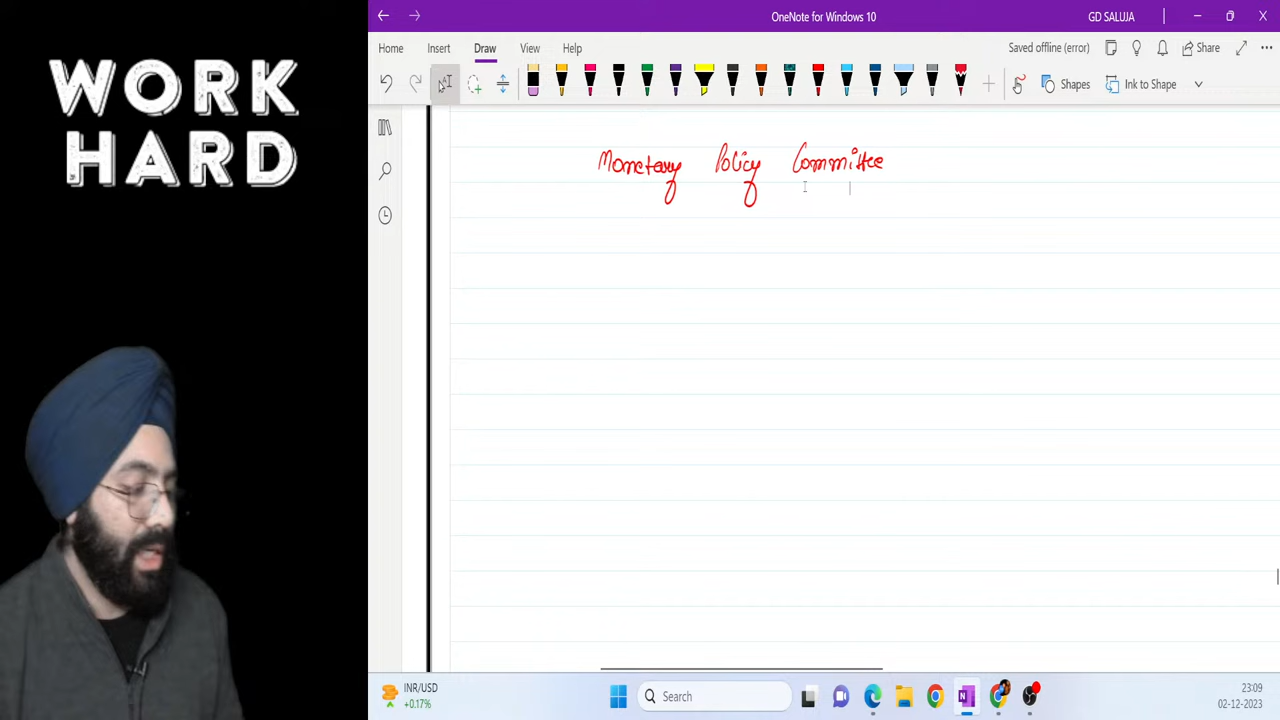 WORK
HARD
OneNote for Windows 10
GD SALUJA
Home
Insert
Draw
View
Help
Saved offline (error)
Share
Shapes
Ink to Shape
Monetary Policy Committee
INR/USD
+0.17%
Search
23:09
02-12-2023